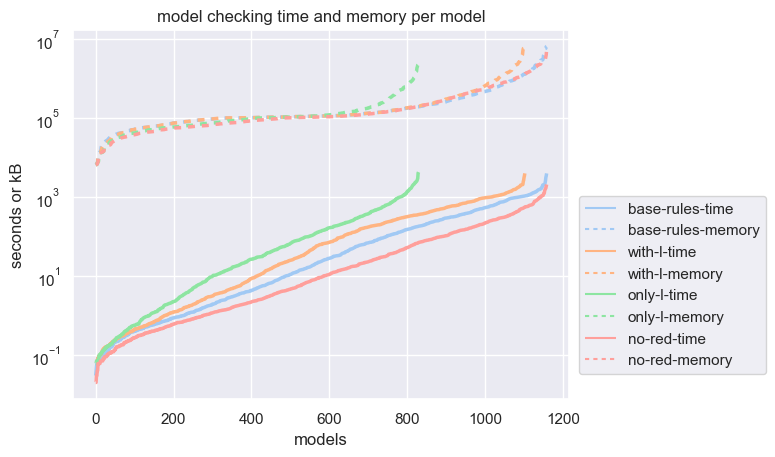 model checking time and memory per model
seconds or kB
10^7
10^5
10^3
10^1
10^−1
0 200 400 600 800 1000 1200
models
base-rules-time
base-rules-memory
with-I-time
with-I-memory
only-I-time
only-I-memory
no-red-time
no-red-memory